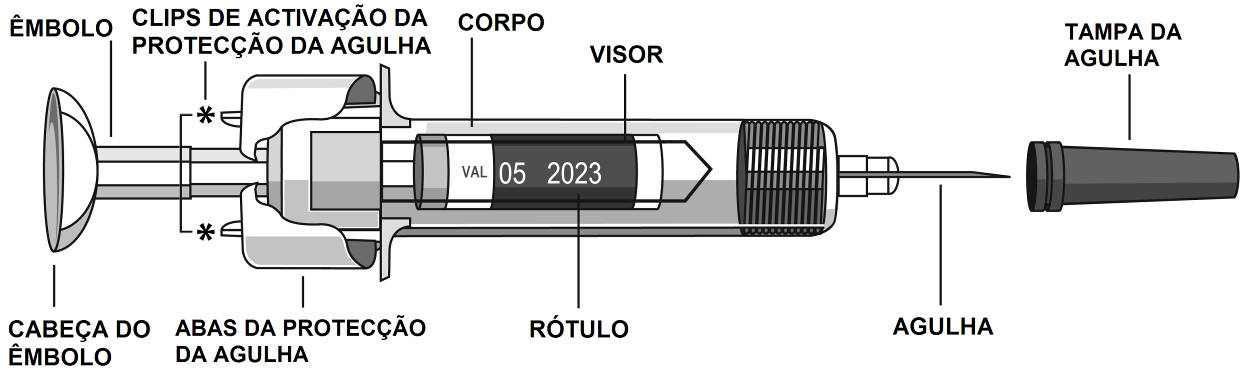 ÊMBOLO
CLIPS DE ACTIVAÇÃO DA
PROTECÇÃO DA AGULHA
CORPO
VISOR
TAMPA DA
AGULHA
*
VAL 05 2023
*
CABEÇA DO
ÊMBOLO
ABAS DA PROTECÇÃO
DA AGULHA
RÓTULO
AGULHA